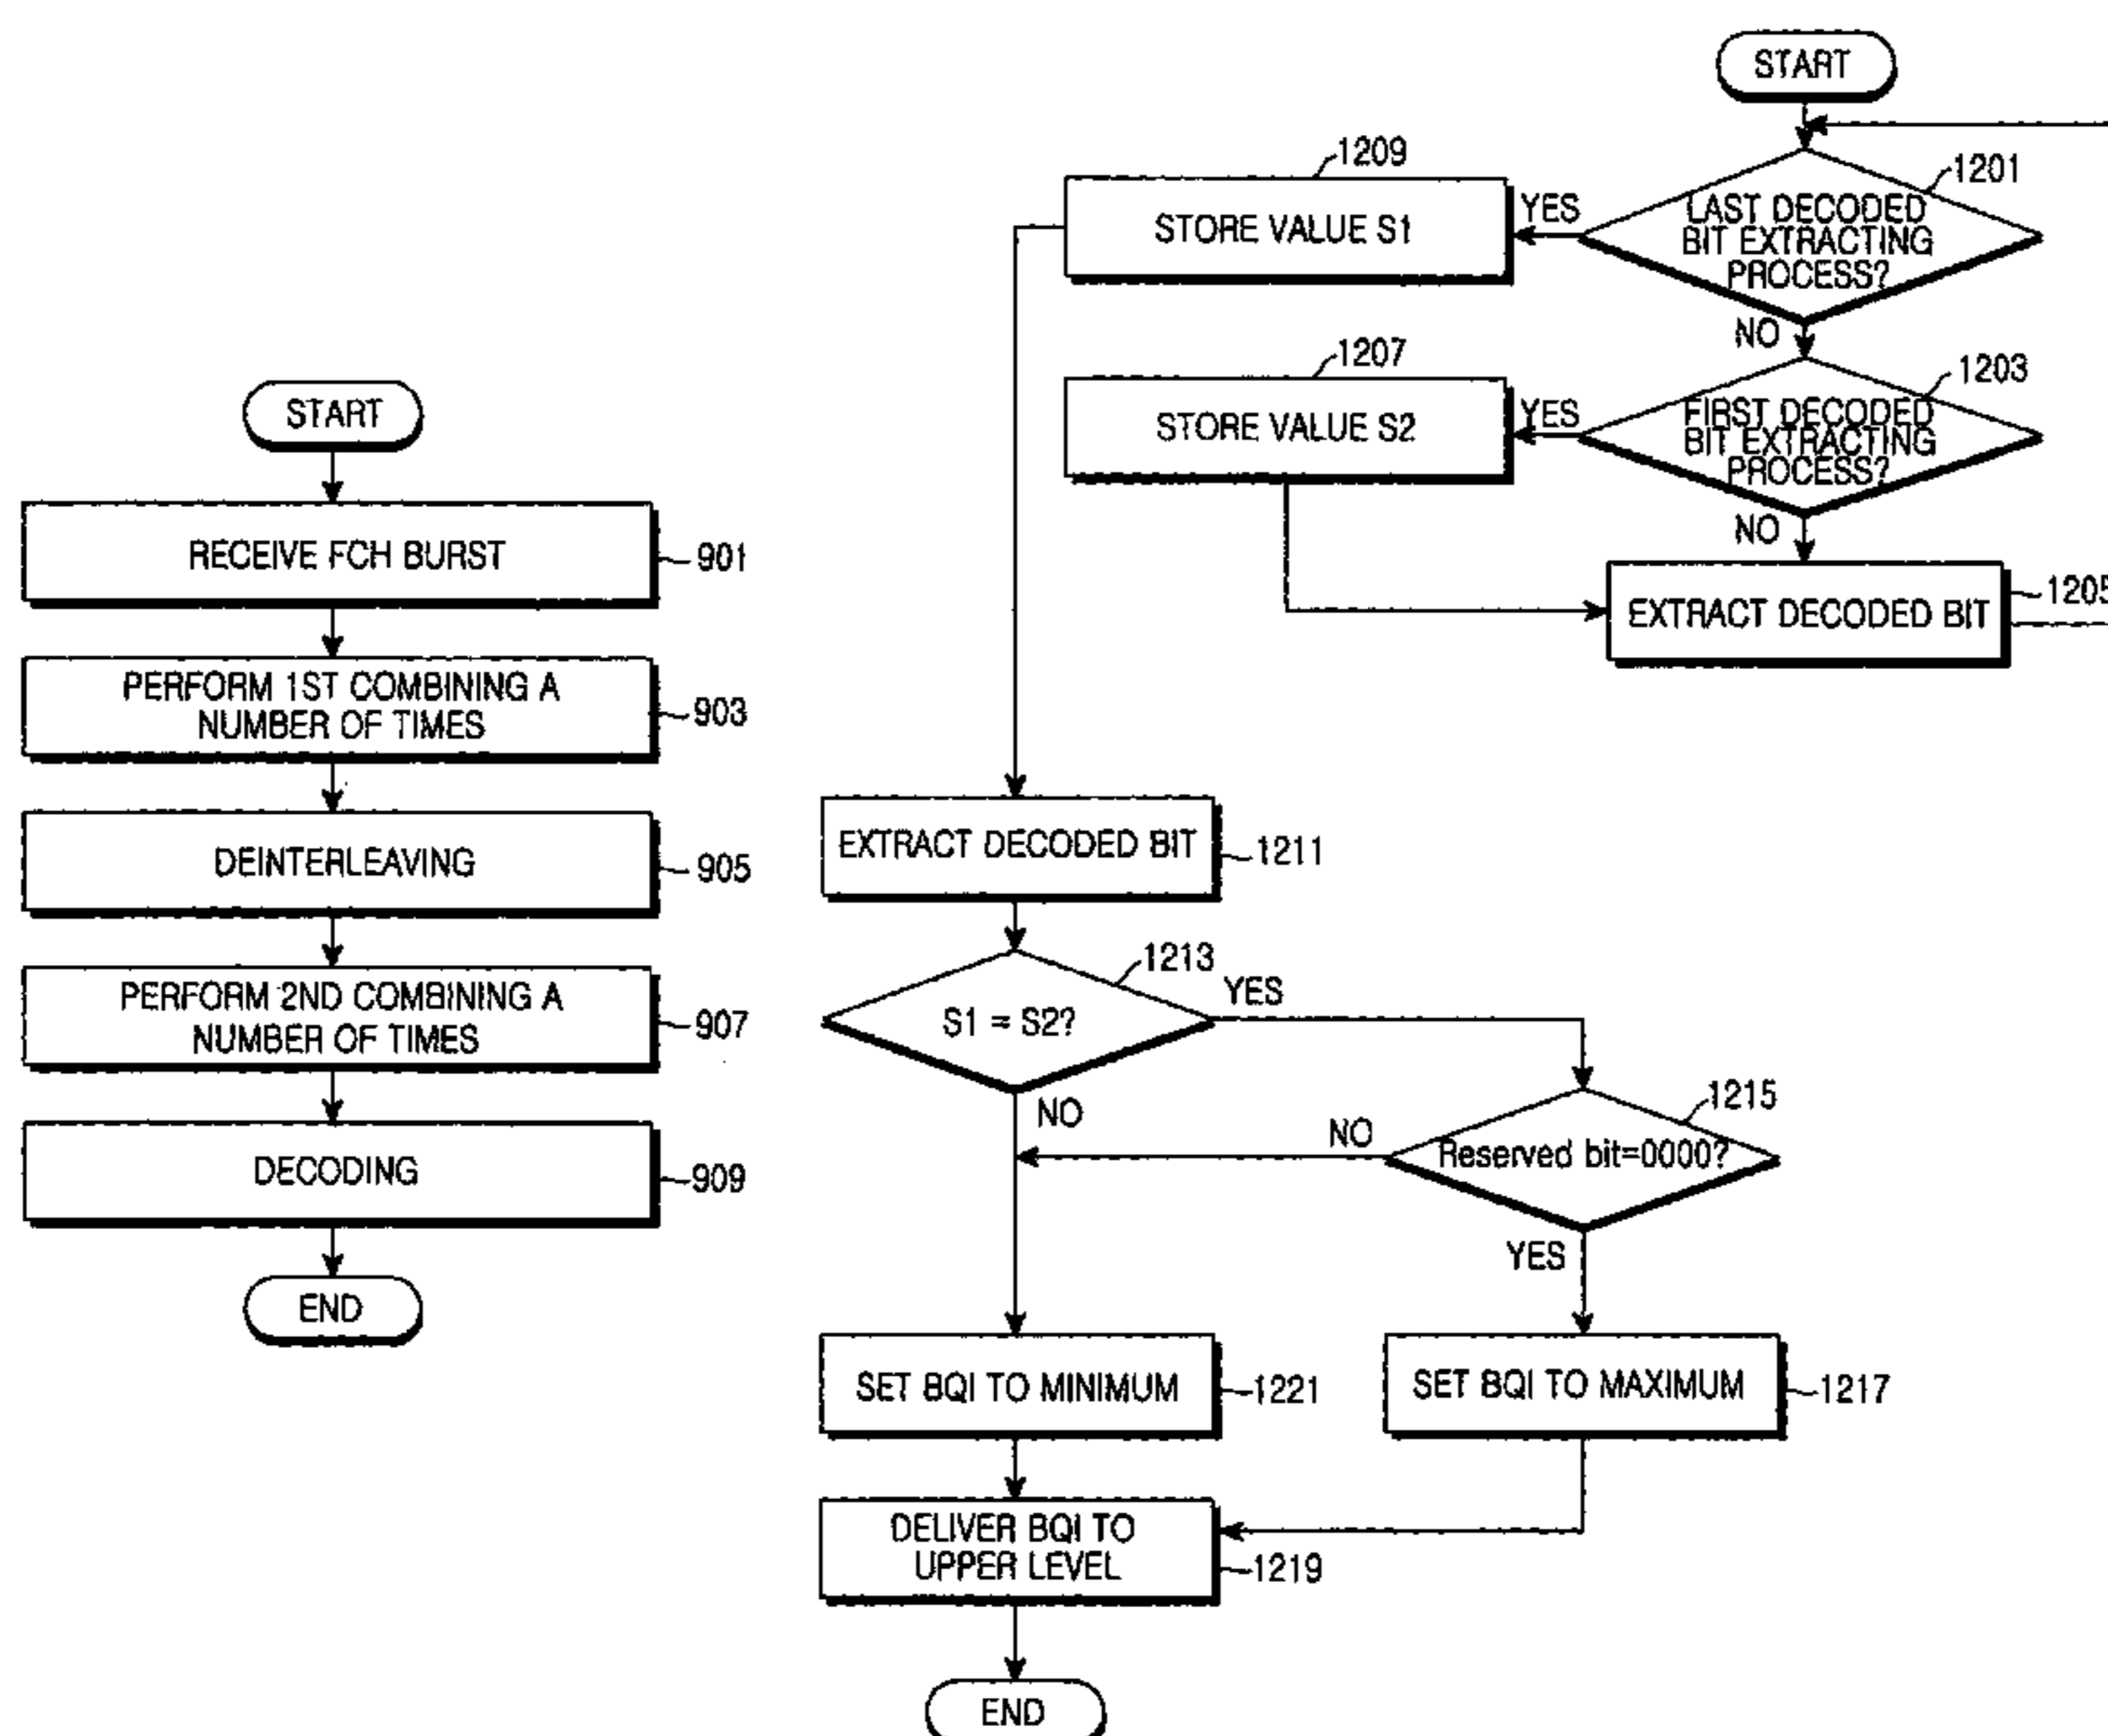 START
RECEIVE FCH BURST
901
PERFORM 1ST COMBINING A
NUMBER OF TIMES
903
DEINTERLEAVING
905
PERFORM 2ND COMBINING A
NUMBER OF TIMES
907
DECODING
909
END
START
1201
LAST DECODED
BIT EXTRACTING
PROCESS?
YES
1209
STORE VALUE S1
NO
1203
FIRST DECODED
BIT EXTRACTING
PROCESS?
YES
1207
STORE VALUE S2
NO
EXTRACT DECODED BIT
1205
EXTRACT DECODED BIT
1211
1213
S1 = S2?
YES
NO
1215
Reserved bit=0000?
NO
YES
SET BQI TO MINIMUM
1221
SET BQI TO MAXIMUM
1217
DELIVER BQI TO
UPPER LEVEL
1219
END